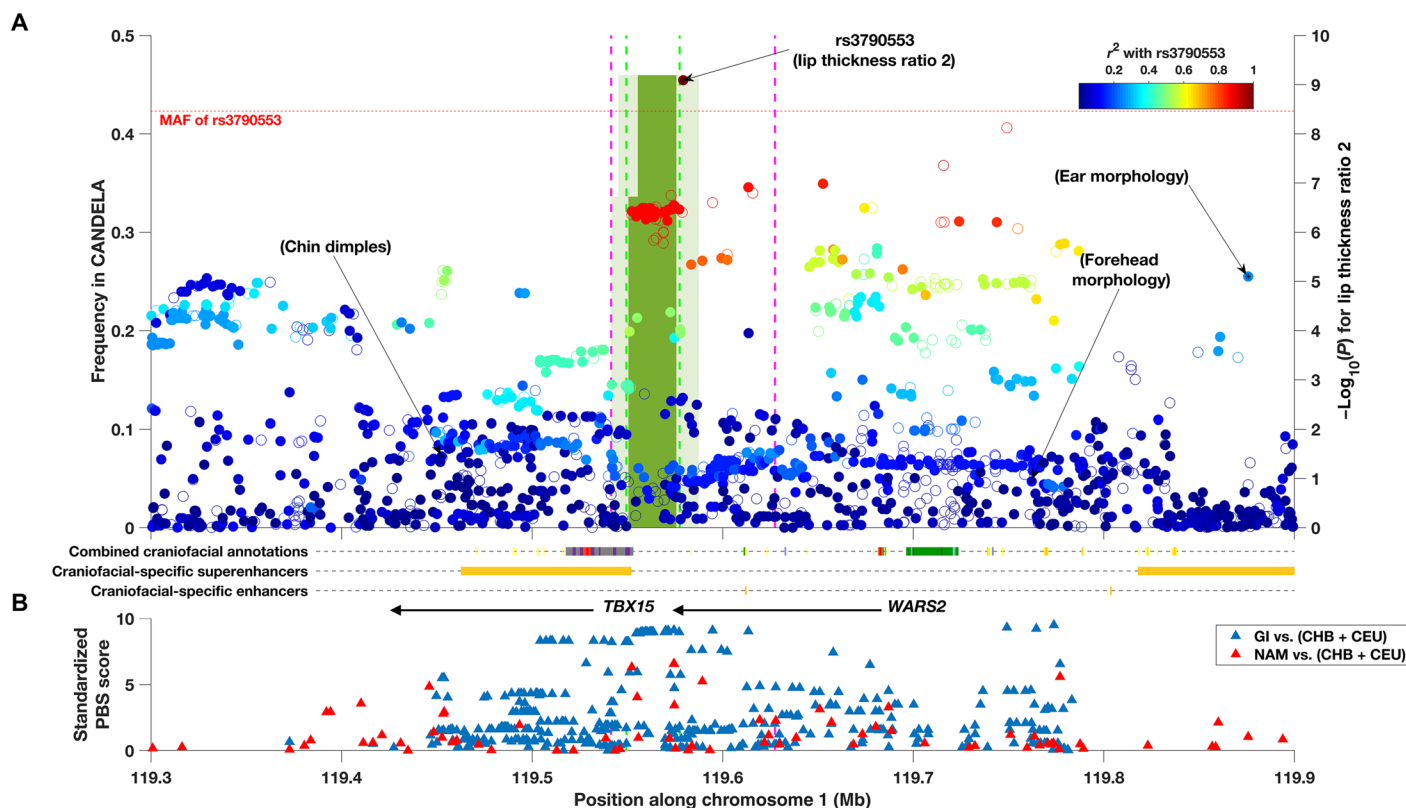 A
rs3790553
(lip thickness ratio 2)
r² with rs3790553
0.2 0.4 0.6 0.8 1
MAF of rs3790553
(Ear morphology)
(Chin dimples)
(Forehead
morphology)
Frequency in CANDELA
0.5
0.4
0.3
0.2
0.1
0
–Log₁₀(P) for lip thickness ratio 2
10
9
8
7
6
5
4
3
2
1
0
Combined craniofacial annotations
Craniofacial-specific superenhancers
Craniofacial-specific enhancers
B
TBX15
WARS2
Standardized
PBS score
10
5
0
GI vs. (CHB + CEU)
NAM vs. (CHB + CEU)
119.3 119.4 119.5 119.6 119.7 119.8 119.9
Position along chromosome 1 (Mb)